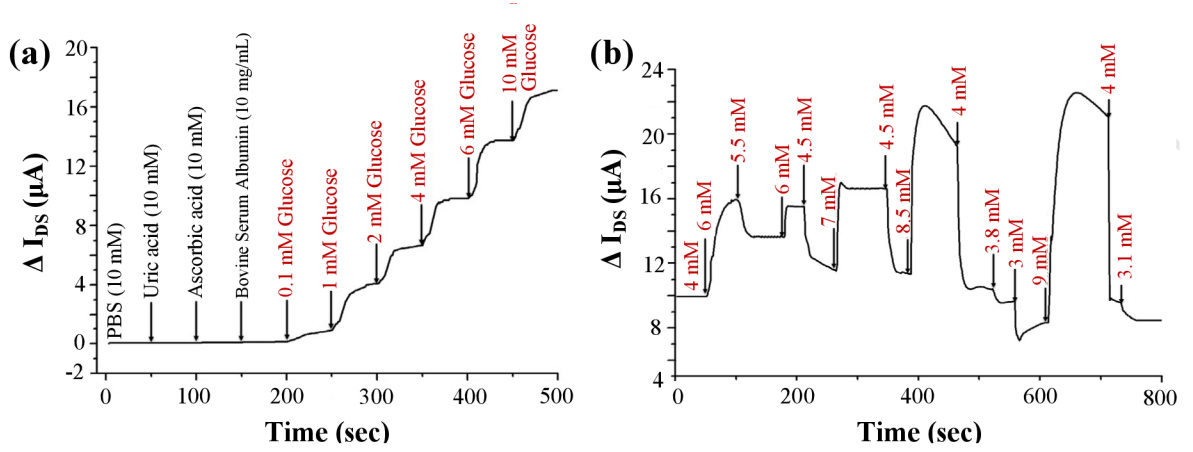 (a)
20
16
12
8
4
0
-2
Δ I_DS (µA)
PBS (10 mM)
Uric acid (10 mM)
Ascorbic acid (10 mM)
Bovine Serum Albumin (10 mg/mL)
0.1 mM Glucose
1 mM Glucose
2 mM Glucose
4 mM Glucose
6 mM Glucose
10 mM
Glucose
0 100 200 300 400 500
Time (sec)
(b)
24
20
16
12
8
4
Δ I_DS (µA)
4 mM
6 mM
5.5 mM
6 mM
4.5 mM
7 mM
4.5 mM
8.5 mM
4 mM
3.8 mM
3 mM
9 mM
4 mM
3.1 mM
0 200 400 600 800
Time (sec)